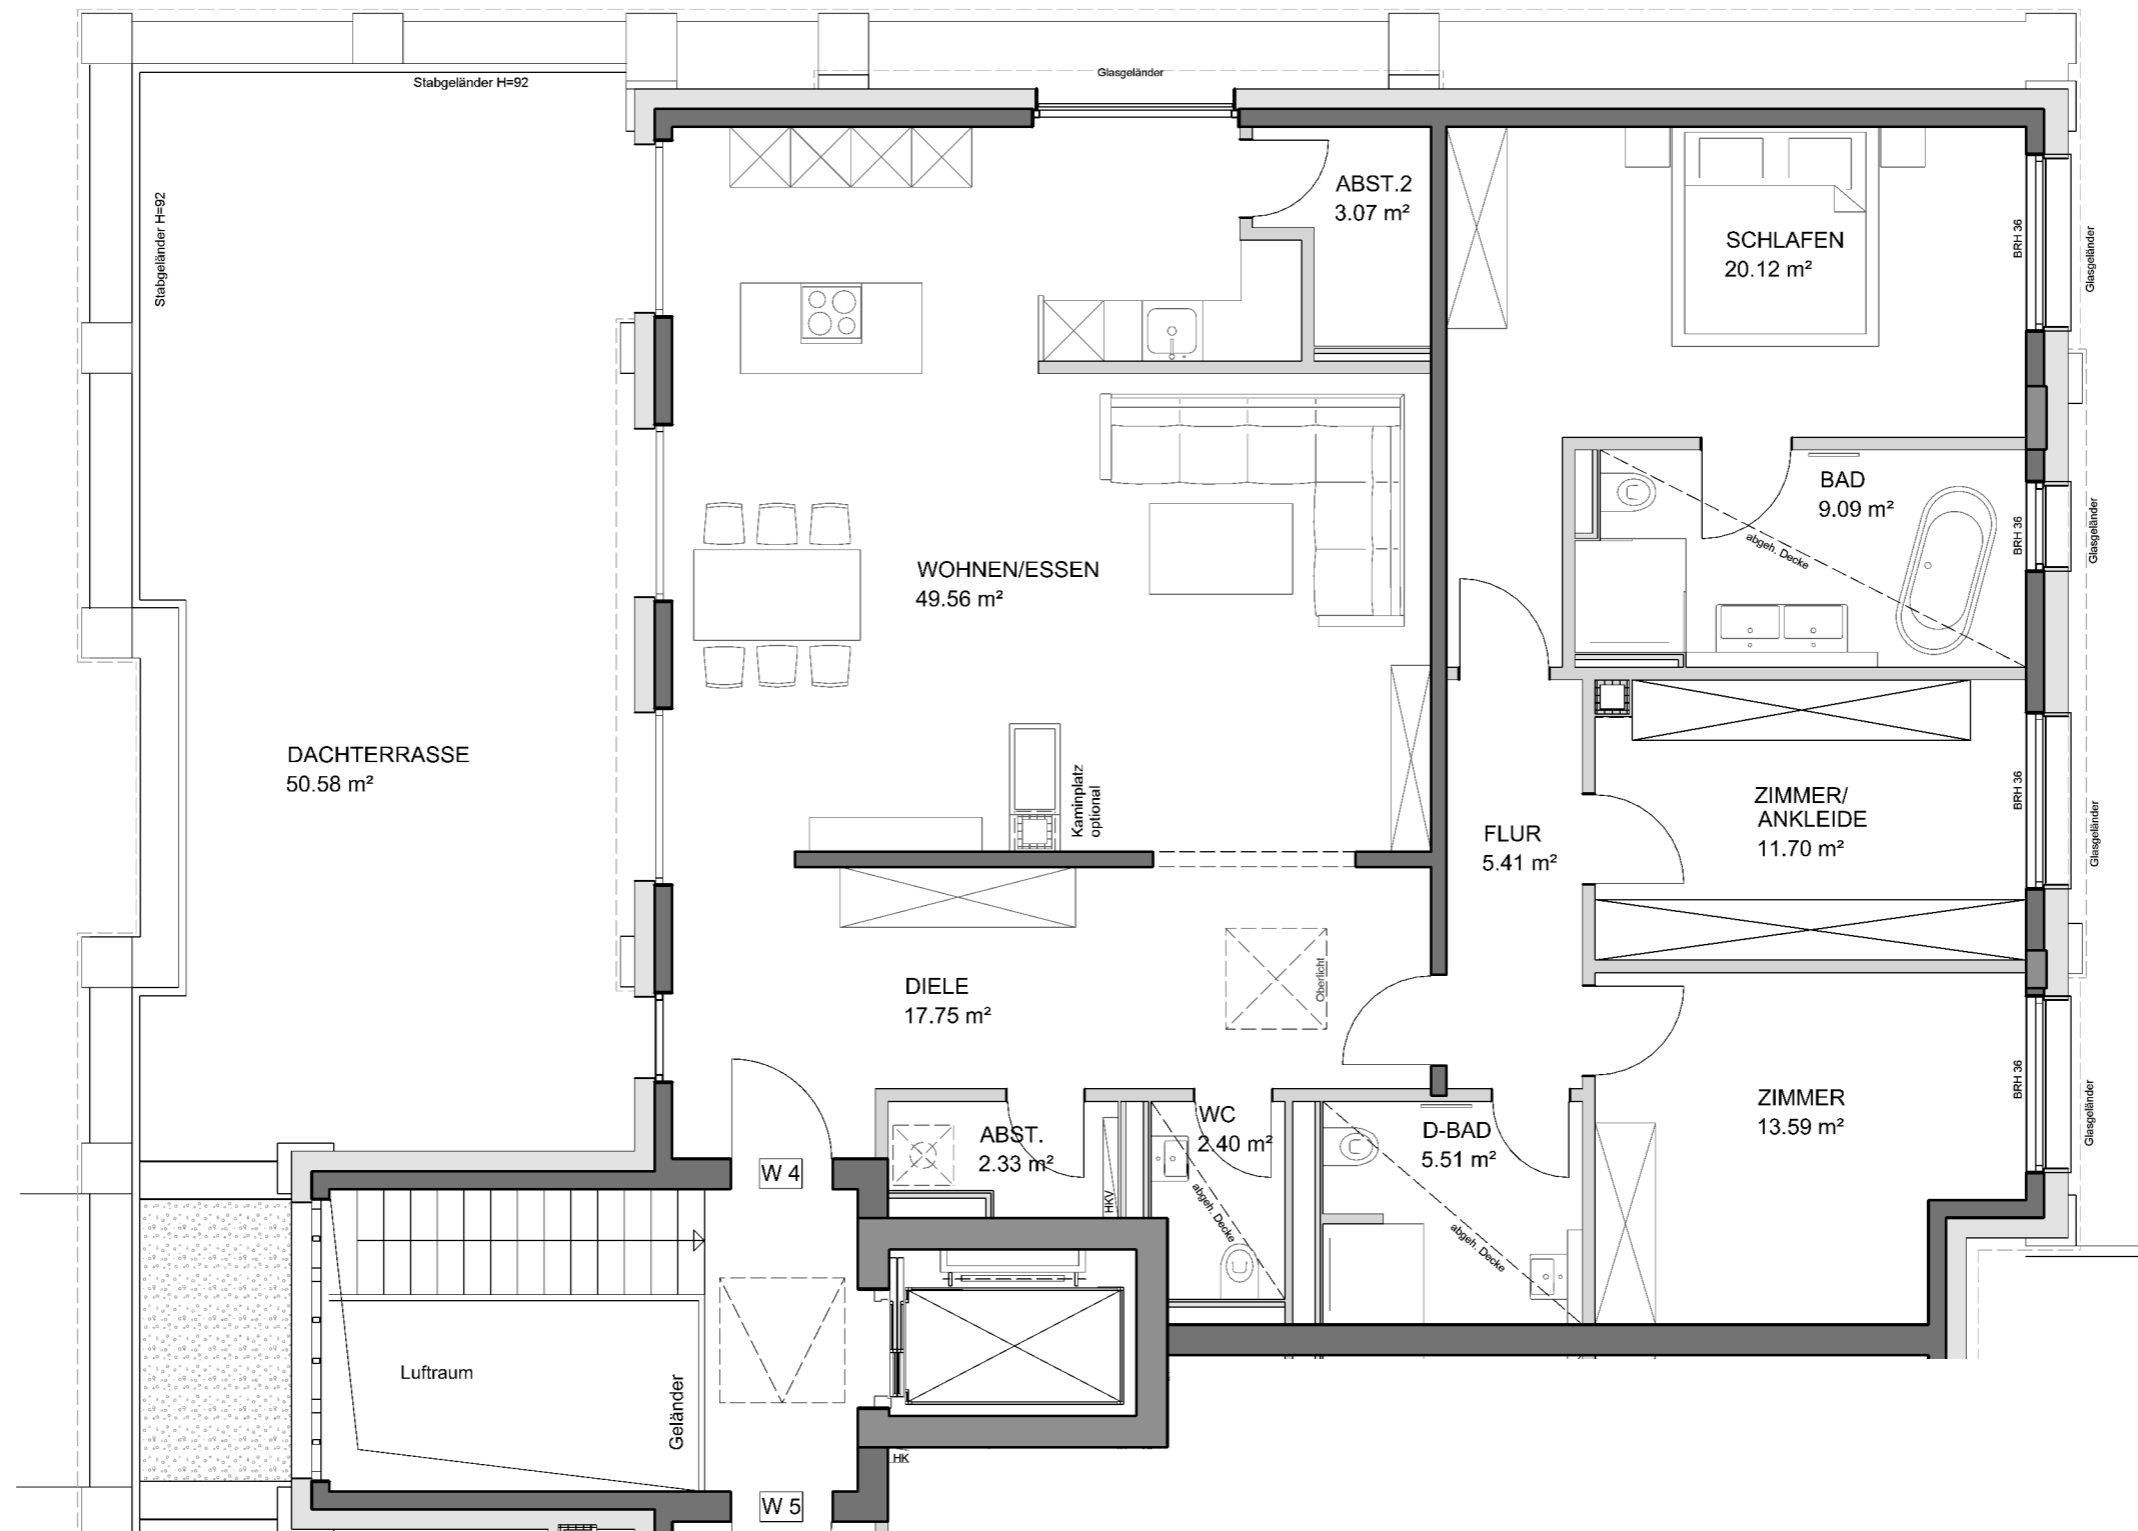 Stabgeländer H=92
Glasgeländer
Stabgeländer H=92
ABST.2
3.07 m²
SCHLAFEN
20.12 m²
BRH 36
Glasgeländer
BAD
9.09 m²
abgeh. Decke
BRH 36
Glasgeländer
WOHNEN/ESSEN
49.56 m²
DACHTERRASSE
50.58 m²
Kaminplatz
optional
ZIMMER/
ANKLEIDE
11.70 m²
BRH 36
Glasgeländer
FLUR
5.41 m²
DIELE
17.75 m²
Oberlicht
ZIMMER
13.59 m²
BRH 36
Glasgeländer
ABST.
2.33 m²
HKV
WC
2.40 m²
abgeh. Decke
D-BAD
5.51 m²
abgeh. Decke
W 4
Luftraum
Geländer
HK
W 5